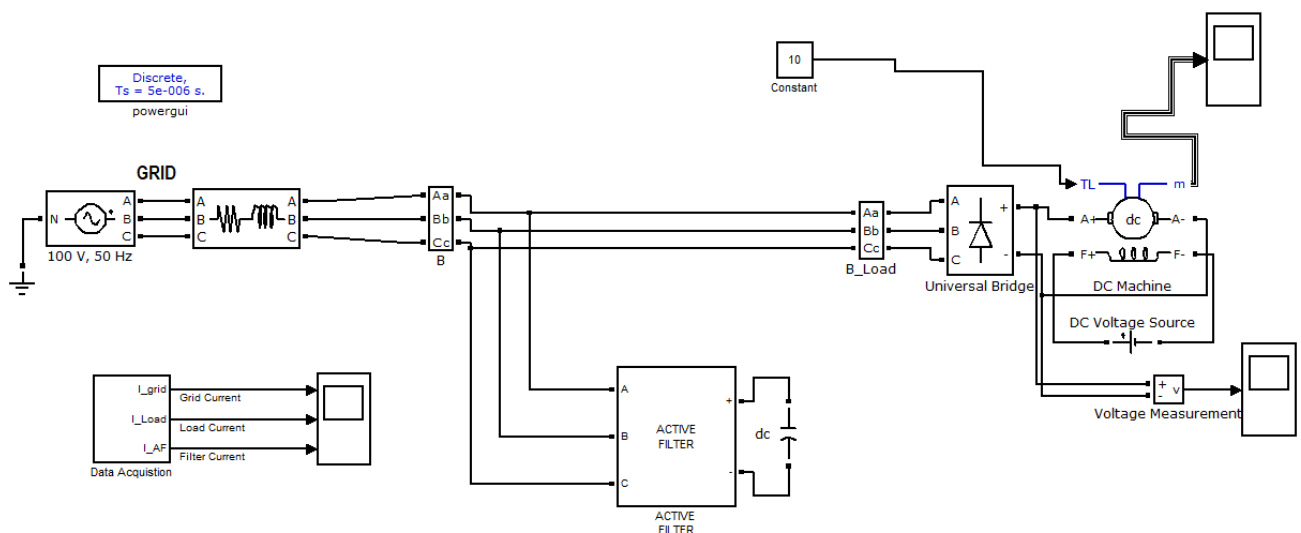 Discrete,
Ts = 5e-006 s.
powergui
10
Constant
GRID
N
A
B
C
100 V, 50 Hz
A
B
C
A
B
C
Aa
Bb
Cc
B
Aa
Bb
Cc
B_Load
A
B
C
+
-
Universal Bridge
TL
m
A+
dc
A-
F+
F-
DC Machine
DC Voltage Source
+
+
-
v
Voltage Measurement
I_grid
Grid Current
I_Load
Load Current
I_AF
Filter Current
Data Acquistion
A
B
C
ACTIVE
FILTER
+
-
dc
ACTIVE
FILTER